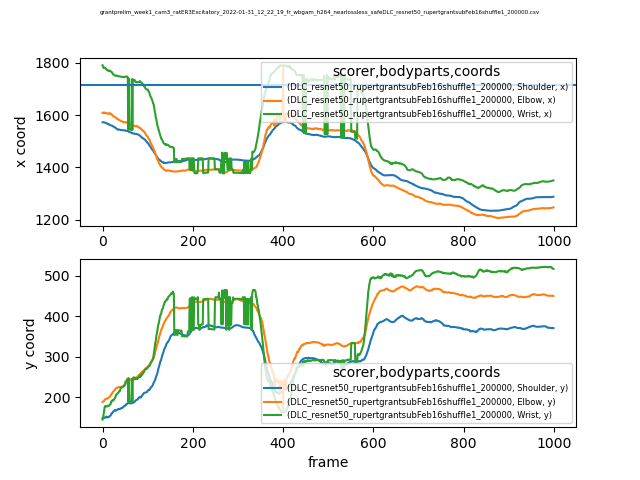 grantprelim_week1_cam3_ratER3Excitatory_2022-01-31_12_22_19_fr_wbgam_h264_nearlossless_safeDLC_resnet50_rupertgrantsubFeb16shuffle1_200000.csv
scorer,bodyparts,coords
(DLC_resnet50_rupertgrantsubFeb16shuffle1_200000, Shoulder, x)
(DLC_resnet50_rupertgrantsubFeb16shuffle1_200000, Elbow, x)
(DLC_resnet50_rupertgrantsubFeb16shuffle1_200000, Wrist, x)
x coord
1800
1600
1400
1200
0 200 400 600 800 1000
y coord
500
400
300
200
scorer,bodyparts,coords
(DLC_resnet50_rupertgrantsubFeb16shuffle1_200000, Shoulder, y)
(DLC_resnet50_rupertgrantsubFeb16shuffle1_200000, Elbow, y)
(DLC_resnet50_rupertgrantsubFeb16shuffle1_200000, Wrist, y)
0 200 400 600 800 1000
frame